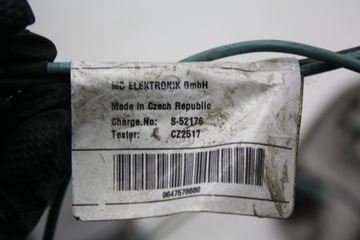 MD ELEKTRONIK GmbH
Made in Czech Republic
Charge.No: S-52176
Tester: CZ2517
9647576680